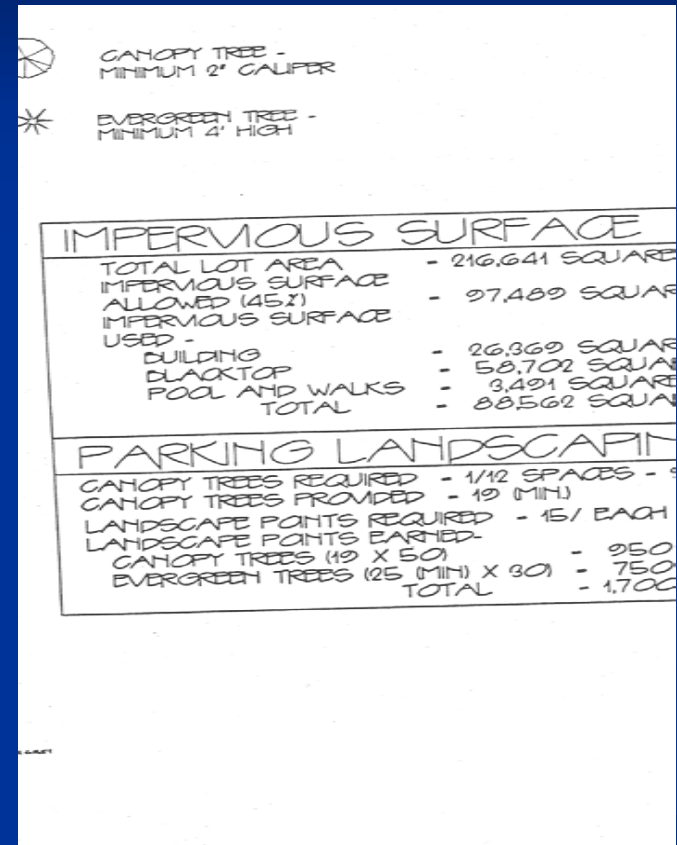 CANOPY TREE -
MINIMUM 2" CALIPER
EVERGREEN TREE -
MINIMUM 4' HIGH
IMPERVIOUS SURFACE
TOTAL LOT AREA - 216,641 SQUARE
IMPERVIOUS SURFACE
ALLOWED (45%) - 97,489 SQUAR
IMPERVIOUS SURFACE
USED -
BUILDING - 26,369 SQUAR
BLACKTOP - 58,702 SQUAR
POOL AND WALKS - 3,491 SQUARE
TOTAL - 88,562 SQUAR
PARKING LANDSCAPIN
CANOPY TREES REQUIRED - 1/12 SPACES -
CANOPY TREES PROVIDED - 19 (MIN.)
LANDSCAPE POINTS REQUIRED - 15/ EACH
LANDSCAPE POINTS EARNED-
CANOPY TREES (19 X 50) - 950
EVERGREEN TREES (25 (MIN) X 30) - 750
TOTAL - 1,700